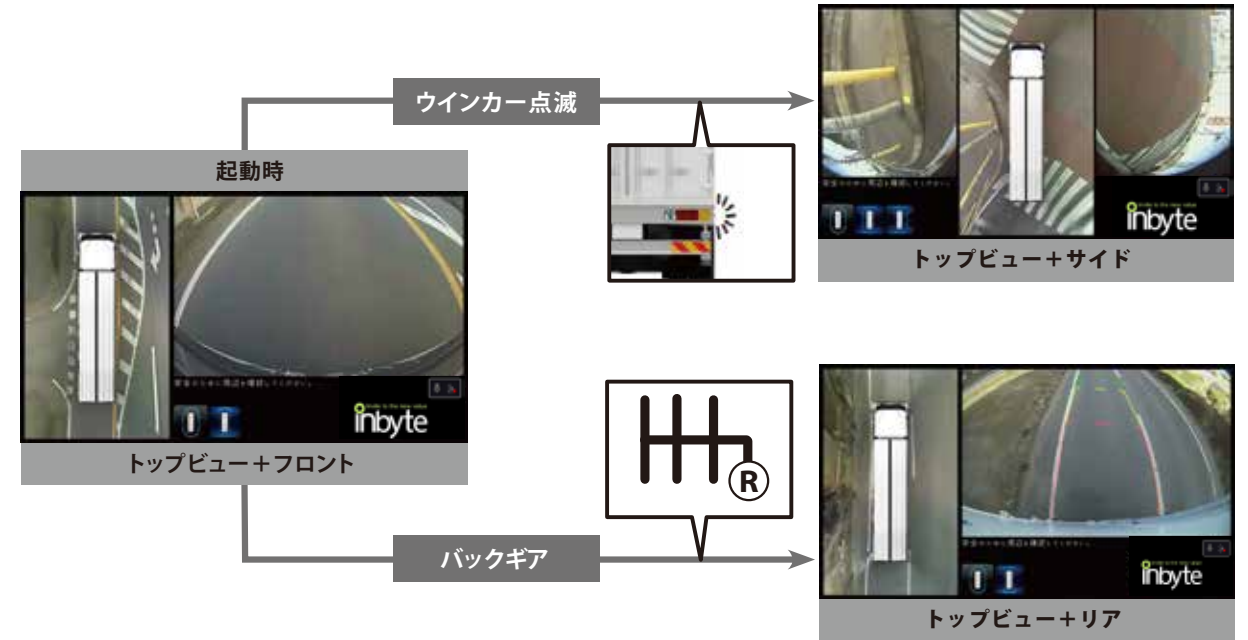 起動時
トップビュー＋フロント
ウインカー点滅
トップビュー＋サイド
バックギア
R
トップビュー＋リア
inbyte
inbyte
inbyte